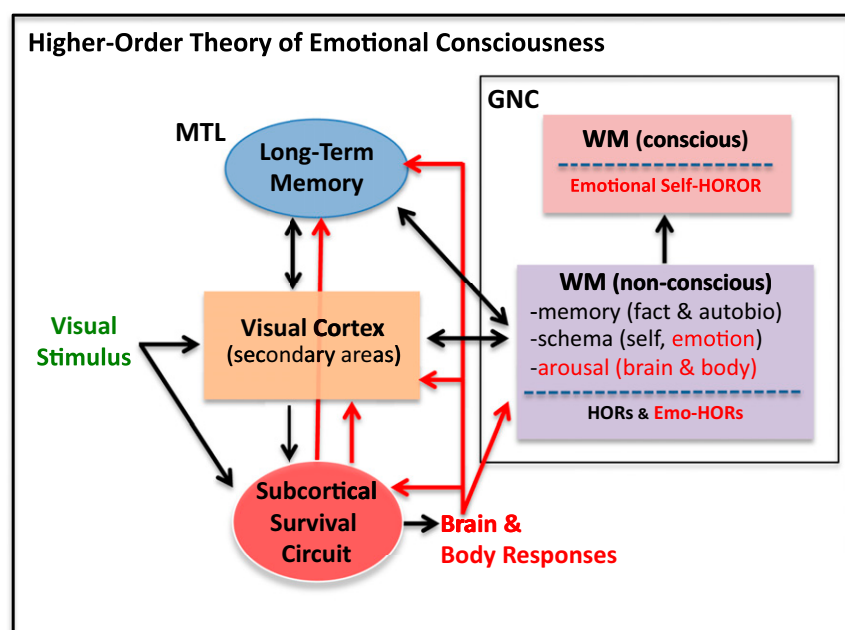 Higher-Order Theory of Emotional Consciousness
GNC
MTL
Long-Term
Memory
WM (conscious)
Emotional Self-HOROR
Visual
Stimulus
Visual Cortex
(secondary areas)
WM (non-conscious)
-memory (fact & autobio)
-schema (self, emotion)
-arousal (brain & body)
HORs & Emo-HORs
Subcortical
Survival
Circuit
Brain &
Body Responses